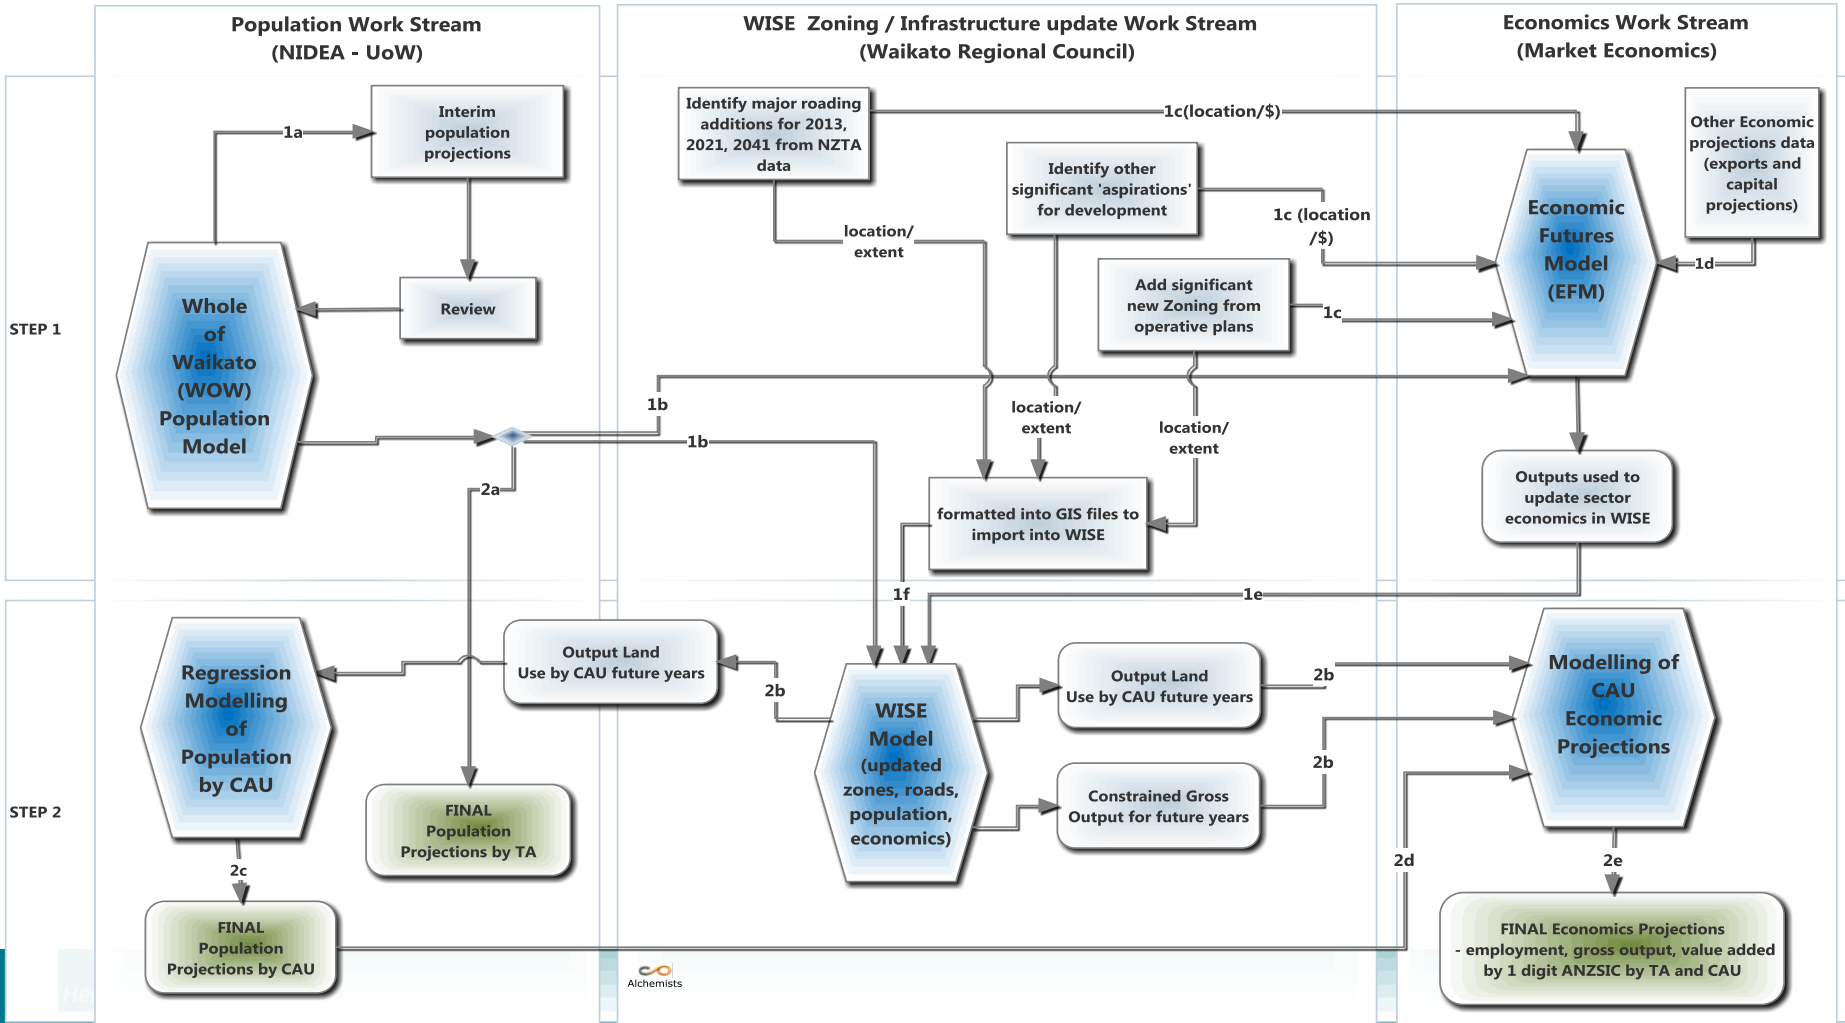 Population Work Stream
(NIDEA - UoW)
WISE  Zoning / Infrastructure update Work Stream
(Waikato Regional Council)
Economics Work Stream
(Market Economics)
STEP 1
Interim
population
projections
1a
Review
Whole
of
Waikato
(WOW)
Population
Model
1b
1b
2a
Identify major roading
additions for 2013,
2021, 2041 from NZTA
data
1c(location/$)
Identify other
significant 'aspirations'
for development
1c (location
/$)
location/
extent
Add significant
new Zoning from
operative plans
1c
location/
extent
location/
extent
formatted into GIS files to
import into WISE
1f
1e
Other Economic
projections data
(exports and
capital
projections)
1d
Economic
Futures
Model
(EFM)
Outputs used to
update sector
economics in WISE
STEP 2
Regression
Modelling
of
Population
by CAU
2c
FINAL
Population
Projections by TA
FINAL
Population
Projections by CAU
Output Land
Use by CAU future years
2b
WISE
Model
(updated
zones, roads,
population,
economics)
Output Land
Use by CAU future years
2b
Constrained Gross
Output for future years
2b
2d
Modelling of
CAU
Economic
Projections
2e
FINAL Economics Projections
- employment, gross output, value added
by 1 digit ANZSIC by TA and CAU
Alchemists